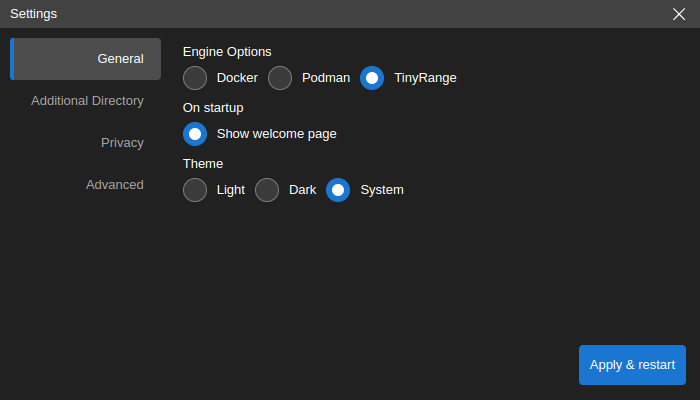 Settings
General
Additional Directory
Privacy
Advanced
Engine Options
Docker Podman TinyRange
On startup
Show welcome page
Theme
Light Dark System
Apply & restart